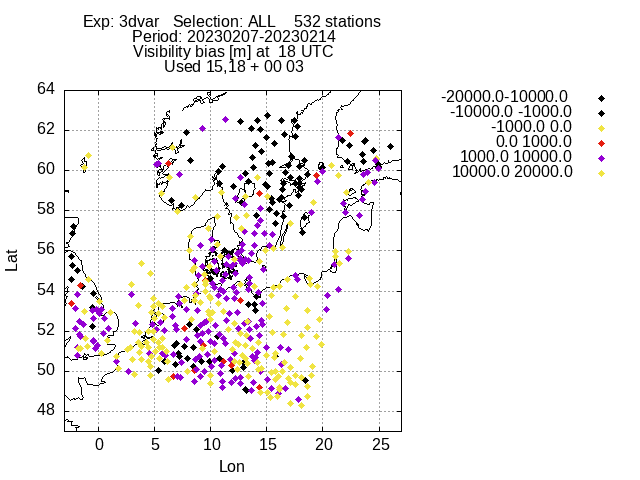 Exp: 3dvar   Selection: ALL    532 stations
Period: 20230207-20230214
Visibility bias [m] at  18 UTC
Used 15,18 + 00 03
-20000.0-10000.0
-10000.0 -1000.0
-1000.0 0.0
0.0 1000.0
1000.0 10000.0
10000.0 20000.0
64
62
60
58
56
54
52
50
48
Lat
0 5 10 15 20 25
Lon